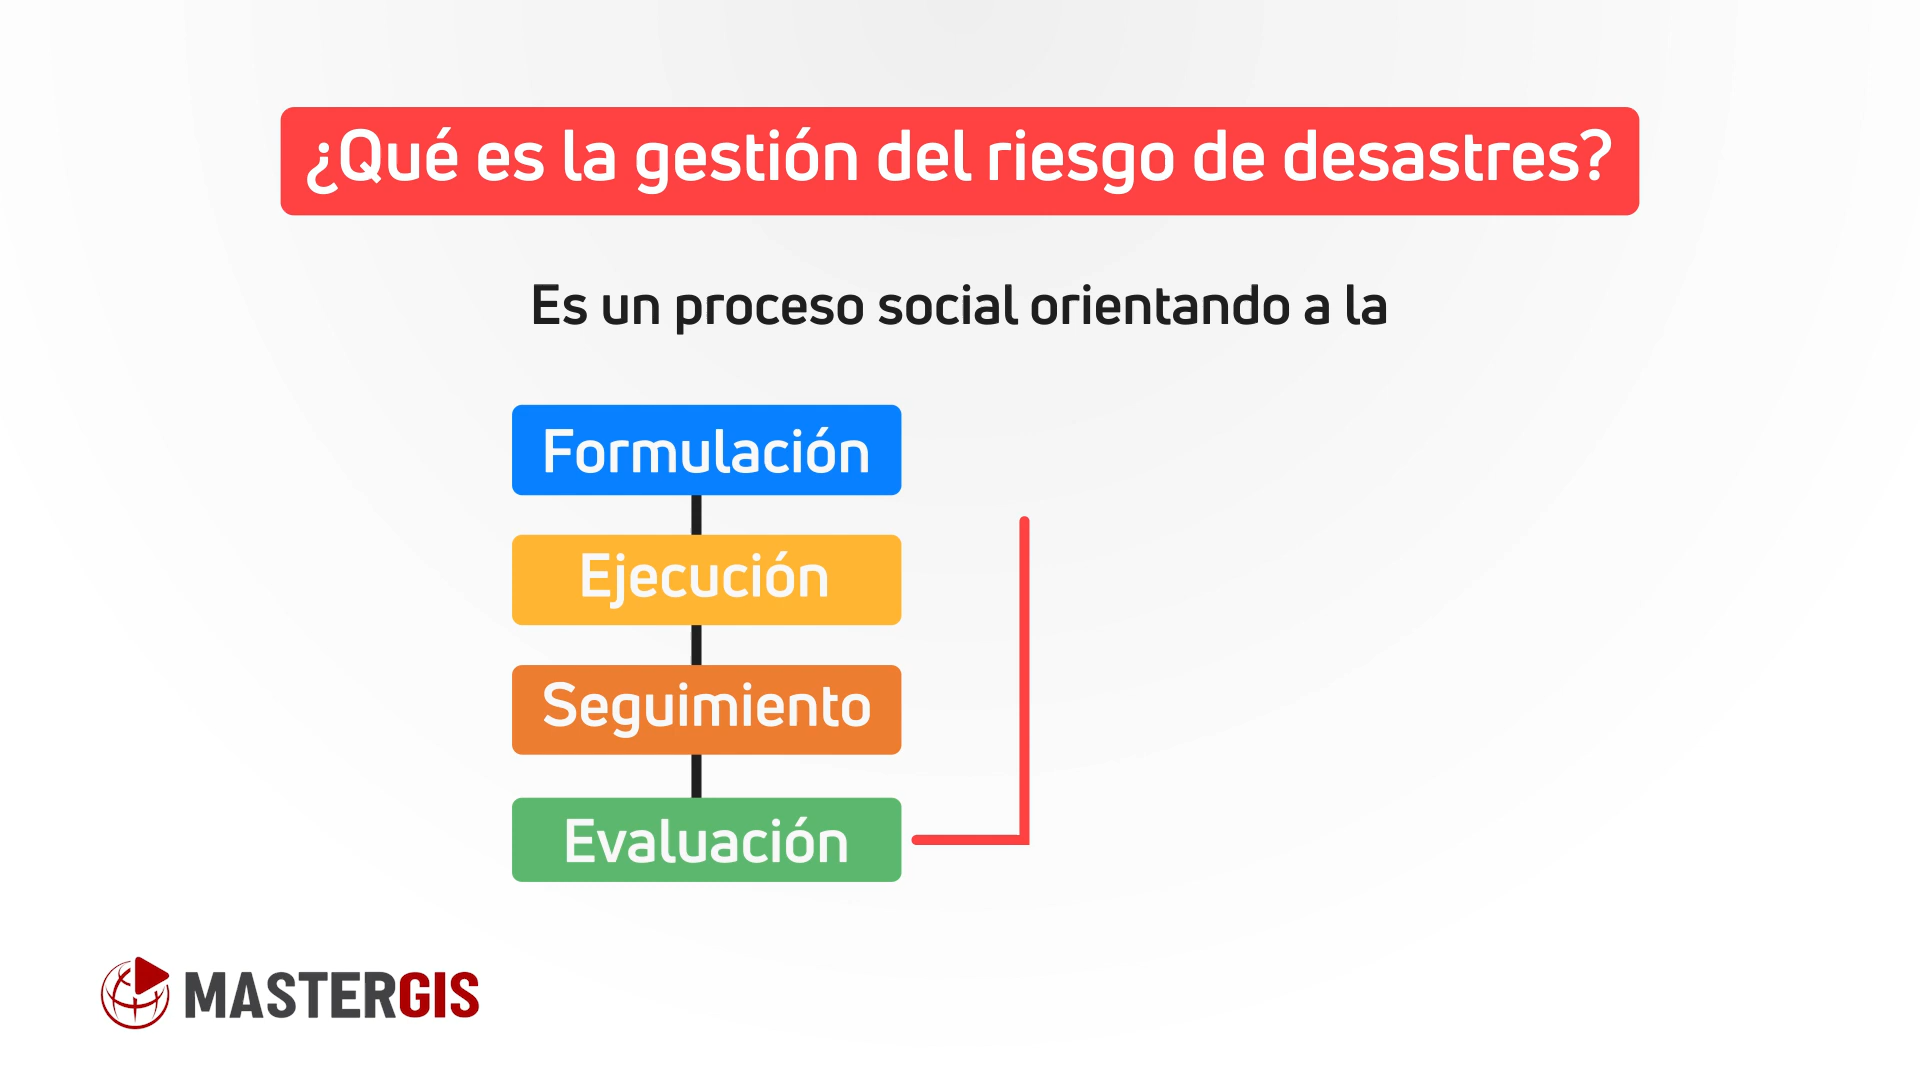 ¿Qué es la gestión del riesgo de desastres?
Es un proceso social orientando a la
Formulación
Ejecución
Seguimiento
Evaluación
MASTERGIS